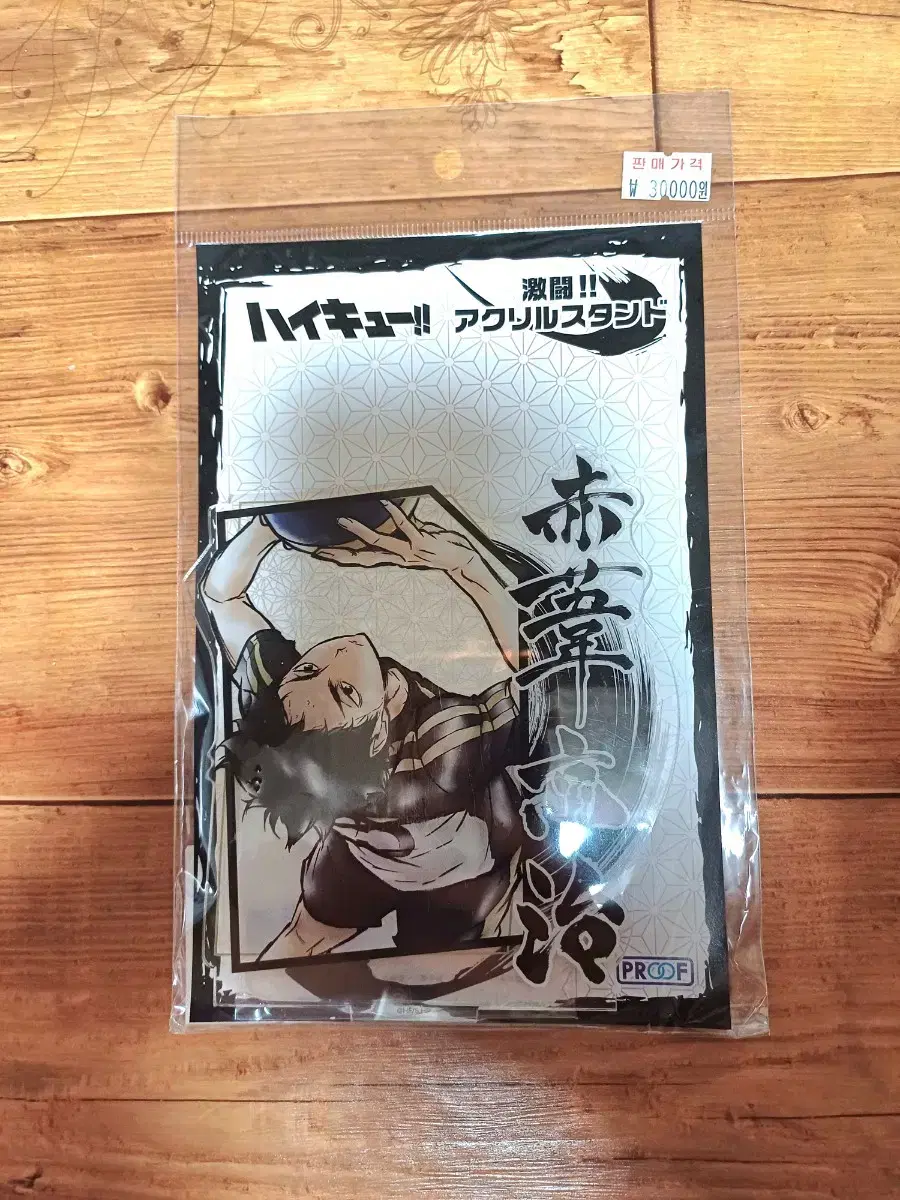 판매가격
₩ 30000원
ハイキュー!!
激闘!!
アクリルスタンド
赤
葦
京
治
PROOF